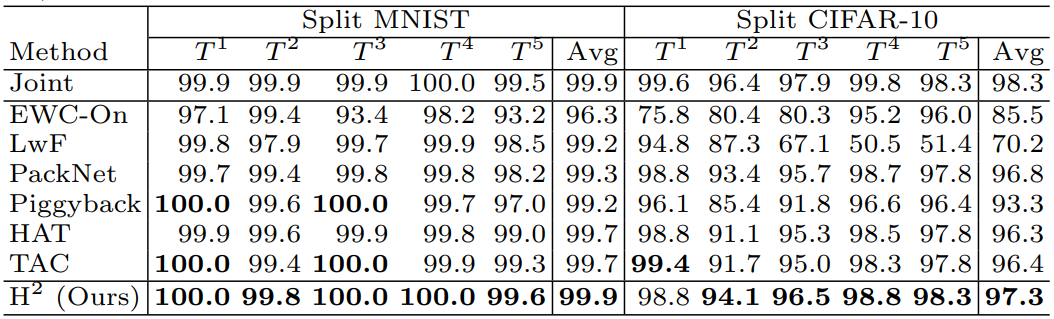 Split MNIST Split CIFAR-10
Method T¹ T² T³ T⁴ T⁵ Avg T¹ T² T³ T⁴ T⁵ Avg
Joint 99.9 99.9 99.9 100.0 99.5 99.9 99.6 96.4 97.9 99.8 98.3 98.3
EWC-On 97.1 99.4 93.4 98.2 93.2 96.3 75.8 80.4 80.3 95.2 96.0 85.5
LwF 99.8 97.9 99.7 99.9 98.5 99.2 94.8 87.3 67.1 50.5 51.4 70.2
PackNet 99.7 99.4 99.8 99.8 98.2 99.3 98.8 93.4 95.7 98.7 97.8 96.8
Piggyback 100.0 99.6 100.0 99.7 97.0 99.2 96.1 85.4 91.8 96.6 96.4 93.3
HAT 99.9 99.6 99.9 99.8 99.0 99.7 98.8 91.1 95.3 98.5 97.8 96.3
TAC 100.0 99.4 100.0 99.9 99.3 99.7 99.4 91.7 95.0 98.3 97.8 96.4
H² (Ours) 100.0 99.8 100.0 100.0 99.6 99.9 98.8 94.1 96.5 98.8 98.3 97.3